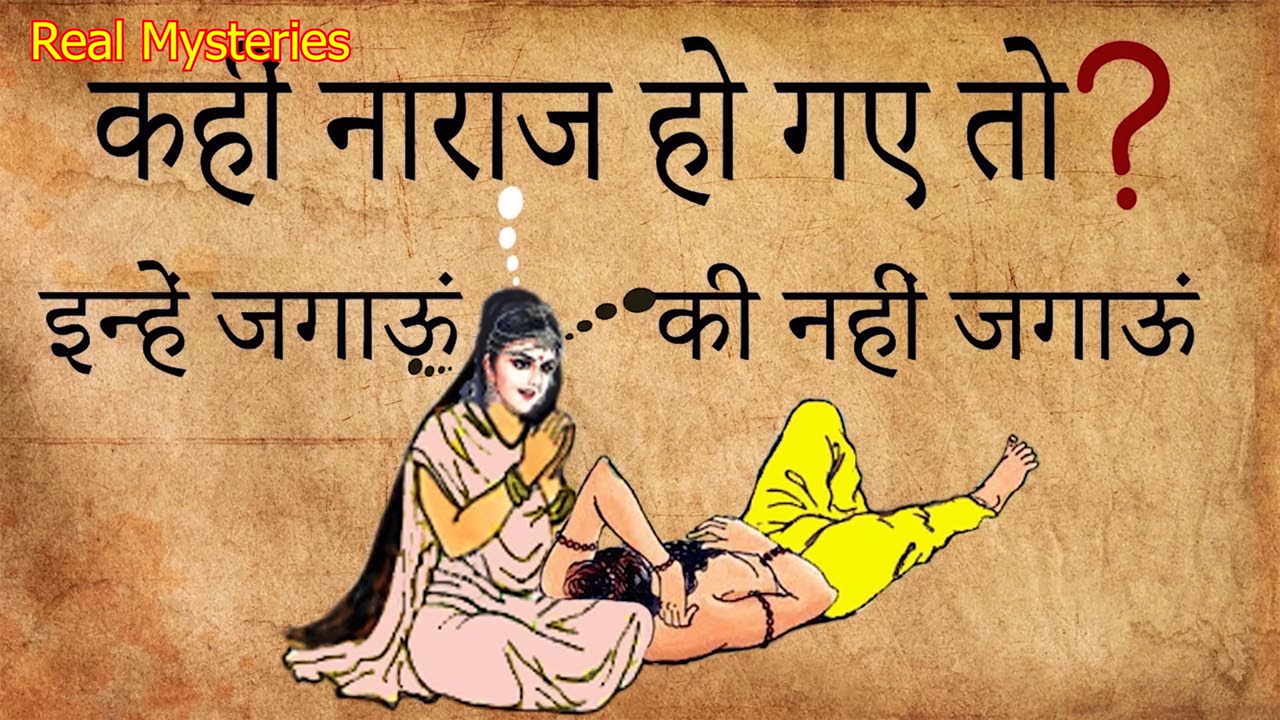 Real Mysteries
कहीं नाराज हो गए तो?
इन्हें जगाऊं की नहीं जगाऊं